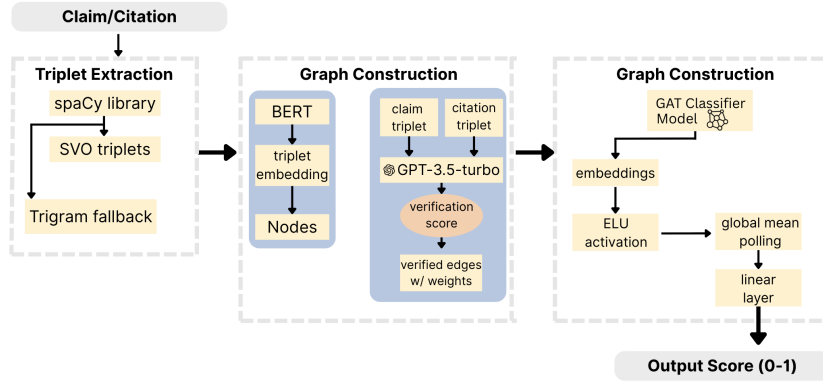 Claim/Citation
Triplet Extraction
spaCy library
SVO triplets
Trigram fallback
Graph Construction
BERT
triplet
embedding
Nodes
claim
triplet
citation
triplet
GPT-3.5-turbo
verification
score
verified edges
w/ weights
Graph Construction
GAT Classifier
Model
embeddings
ELU
activation
global mean
polling
linear
layer
Output Score (0-1)